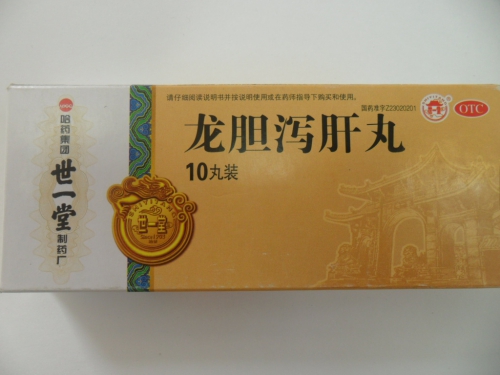 请仔细阅读说明书并按说明使用或在药师指导下购买和使用。
国药准字Z23020201
OTC
龙胆泻肝丸
10丸装
哈药集团
世一堂
制药厂
SHIYITANG
世一堂